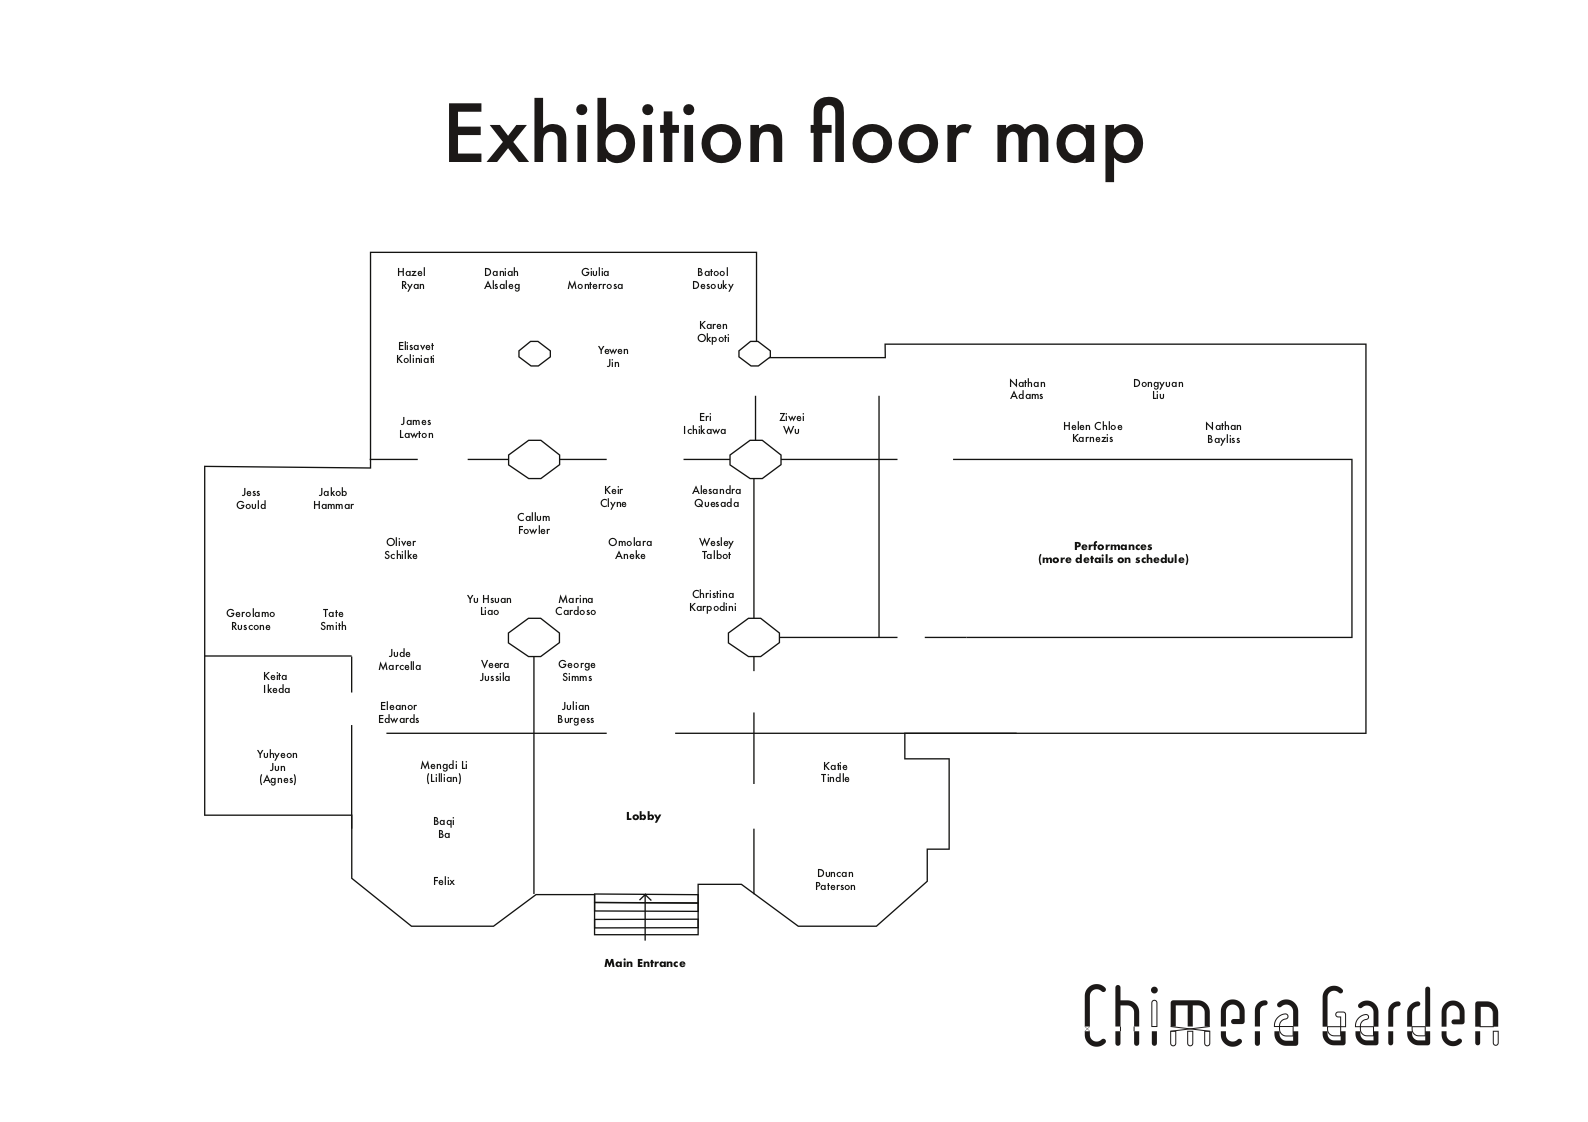 Exhibition floor map
Hazel
Ryan
Daniah
Alsaleg
Giulia
Monterrosa
Batool
Desouky
Karen
Okpoti
Elisavet
Koliniati
Yewen
Jin
James
Lawton
Eri
Ichikawa
Ziwei
Wu
Nathan
Adams
Dongyuan
Liu
Helen Chloe
Karnezis
Nathan
Bayliss
Jess
Gould
Jakob
Hammar
Keir
Clyne
Alesandra
Quesada
Callum
Fowler
Oliver
Schilke
Omolara
Aneke
Wesley
Talbot
Performances
(more details on schedule)
Yu Hsuan
Liao
Marina
Cardoso
Christina
Karpodini
Gerolamo
Ruscone
Tate
Smith
Jude
Marcella
Veera
Jussila
George
Simms
Keita
Ikeda
Eleanor
Edwards
Julian
Burgess
Yuhyeon
Jun
(Agnes)
Mengdi Li
(Lillian)
Katie
Tindle
Baqi
Ba
Lobby
Felix
Duncan
Paterson
Main Entrance
Chimera Garden